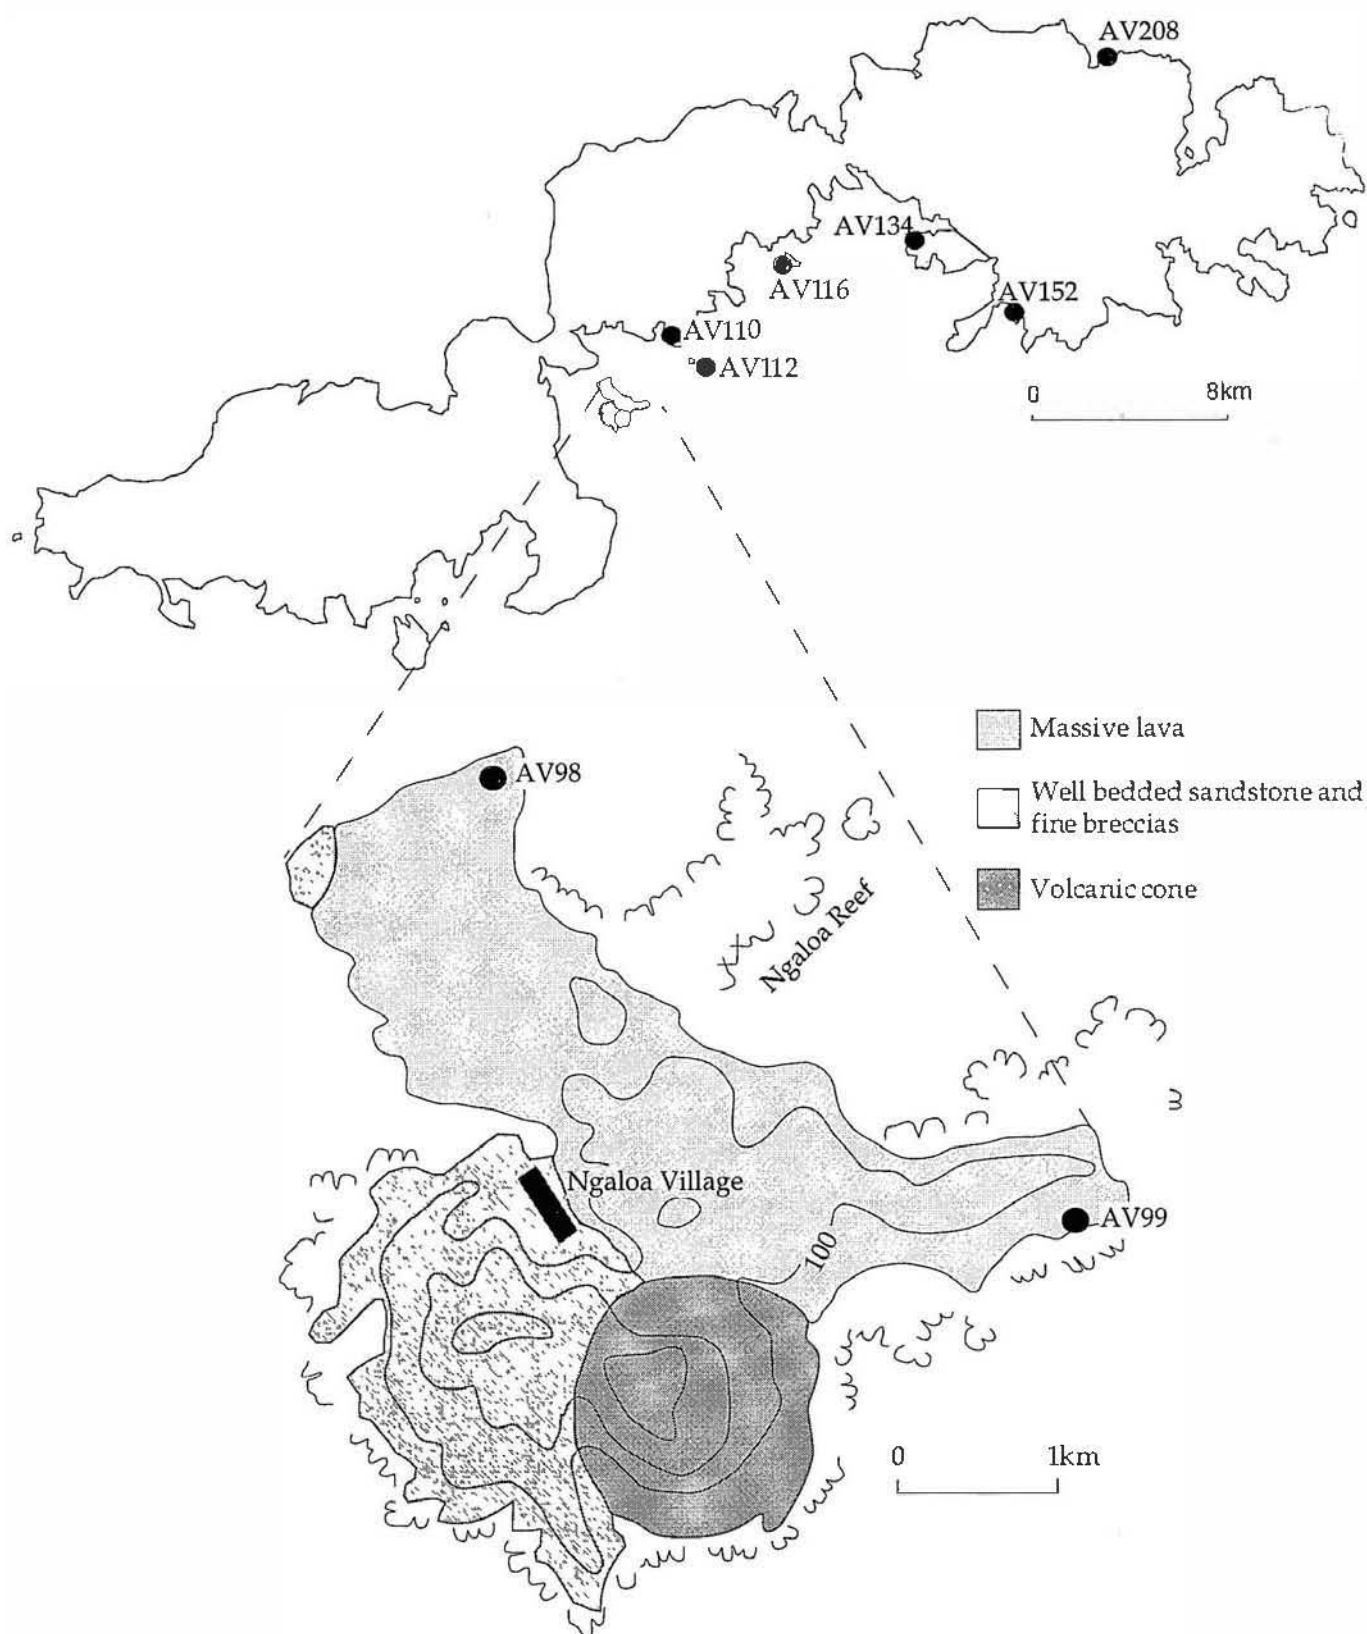 AV208
AV134
AV116
AV152
AV110
AV112
0 8km
Massive lava
AV98
Well bedded sandstone and
fine breccias
Volcanic cone
Ngaloa Reef
Ngaloa Village
AV99
100
0 1km